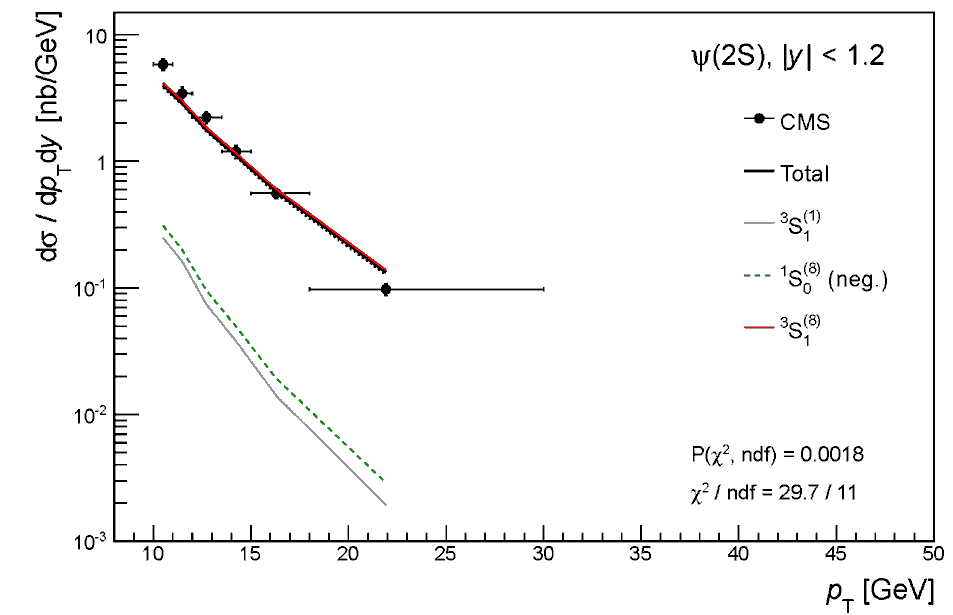 dσ / dp_T dy [nb/GeV]
10
1
10⁻¹
10⁻²
10⁻³
ψ(2S), |y| < 1.2
CMS
Total
³S₁⁽¹⁾
¹S₀⁽⁸⁾ (neg.)
³S₁⁽⁸⁾
P(χ², ndf) = 0.0018
χ² / ndf = 29.7 / 11
10 15 20 25 30 35 40 45 50
p_T [GeV]